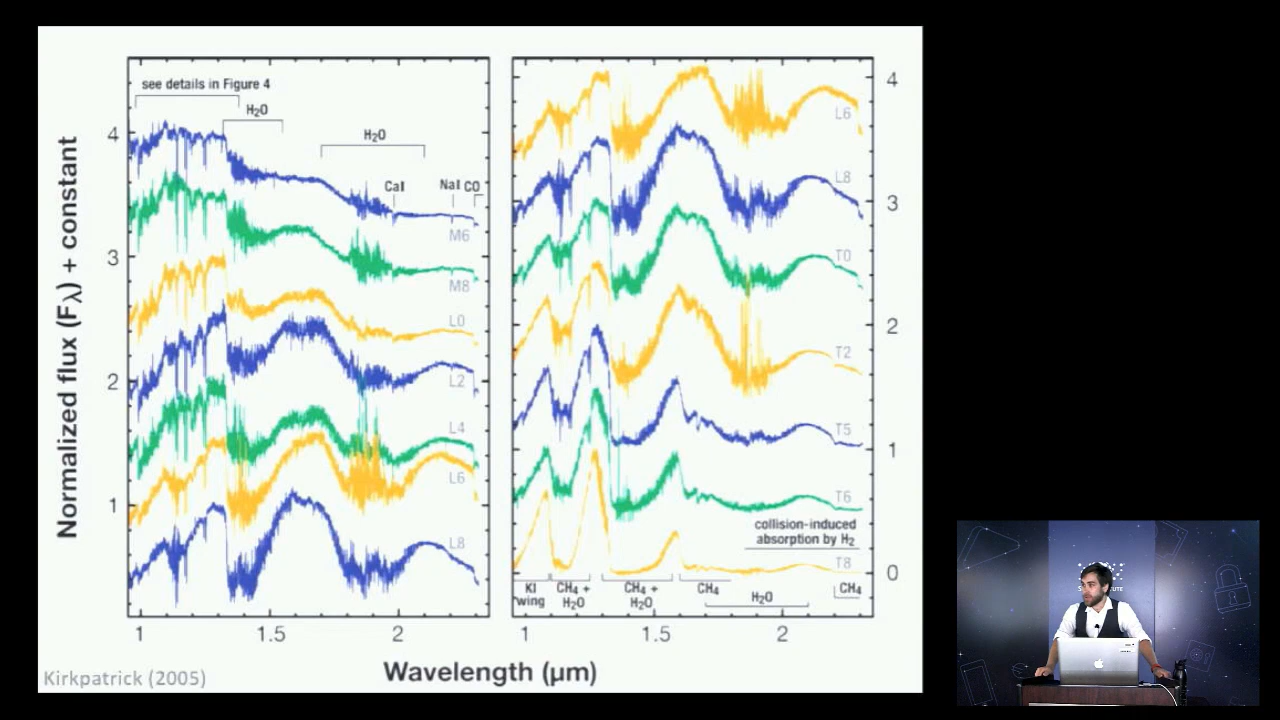 see details in Figure 4
H2O
H2O
CaI
NaI CO
M6
M8
L0
L2
L4
L6
L8
4
3
2
1
1
1.5
2
Normalized flux (Fλ) + constant
L6
L8
T0
T2
T5
T6
collision-induced
absorption by H2
T8
KI
wing
CH4 +
H2O
CH4 +
H2O
CH4
H2O
CH4
4
3
2
1
0
1
1.5
2
Wavelength (μm)
Kirkpatrick (2005)